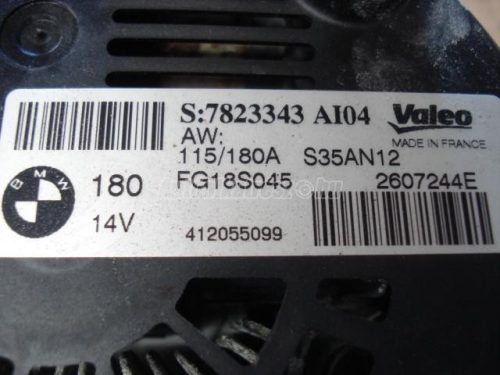 S:7823343 AI04 Valeo
AW: MADE IN FRANCE
115/180A S35AN12
BMW 180 FG18S045 2607244E
14V 412055099